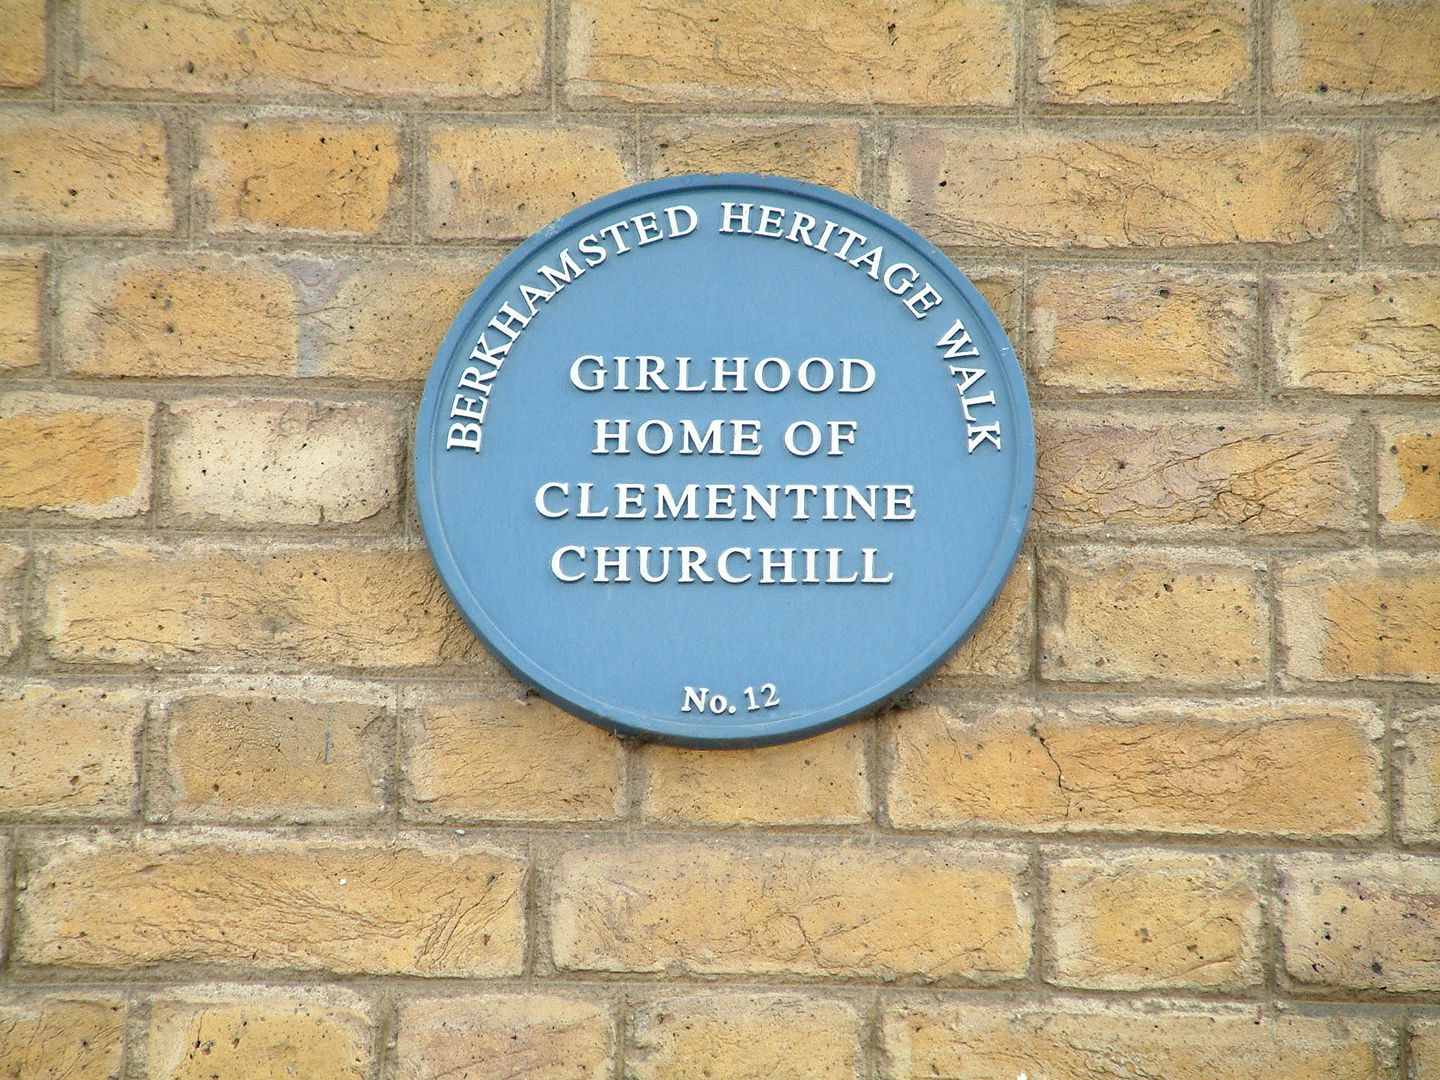 BERKHAMSTED HERITAGE WALK
GIRLHOOD
HOME OF
CLEMENTINE
CHURCHILL
No. 12